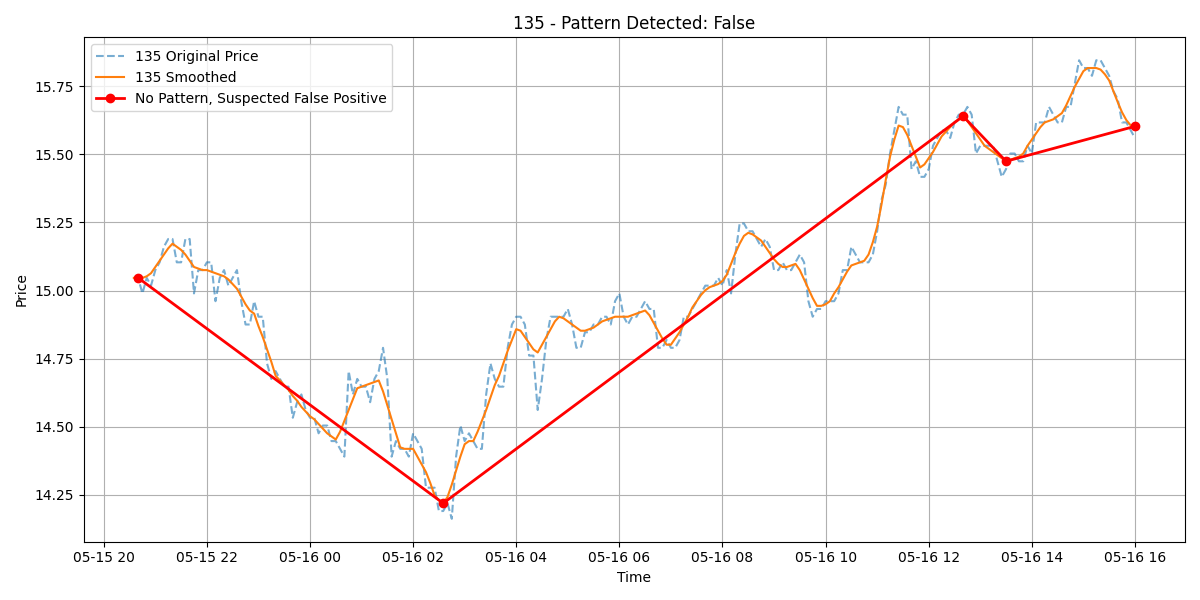 135 - Pattern Detected: False
135 Original Price
135 Smoothed
No Pattern, Suspected False Positive
Price
15.75
15.50
15.25
15.00
14.75
14.50
14.25
05-15 20 05-15 22 05-16 00 05-16 02 05-16 04 05-16 06 05-16 08 05-16 10 05-16 12 05-16 14 05-16 16
Time